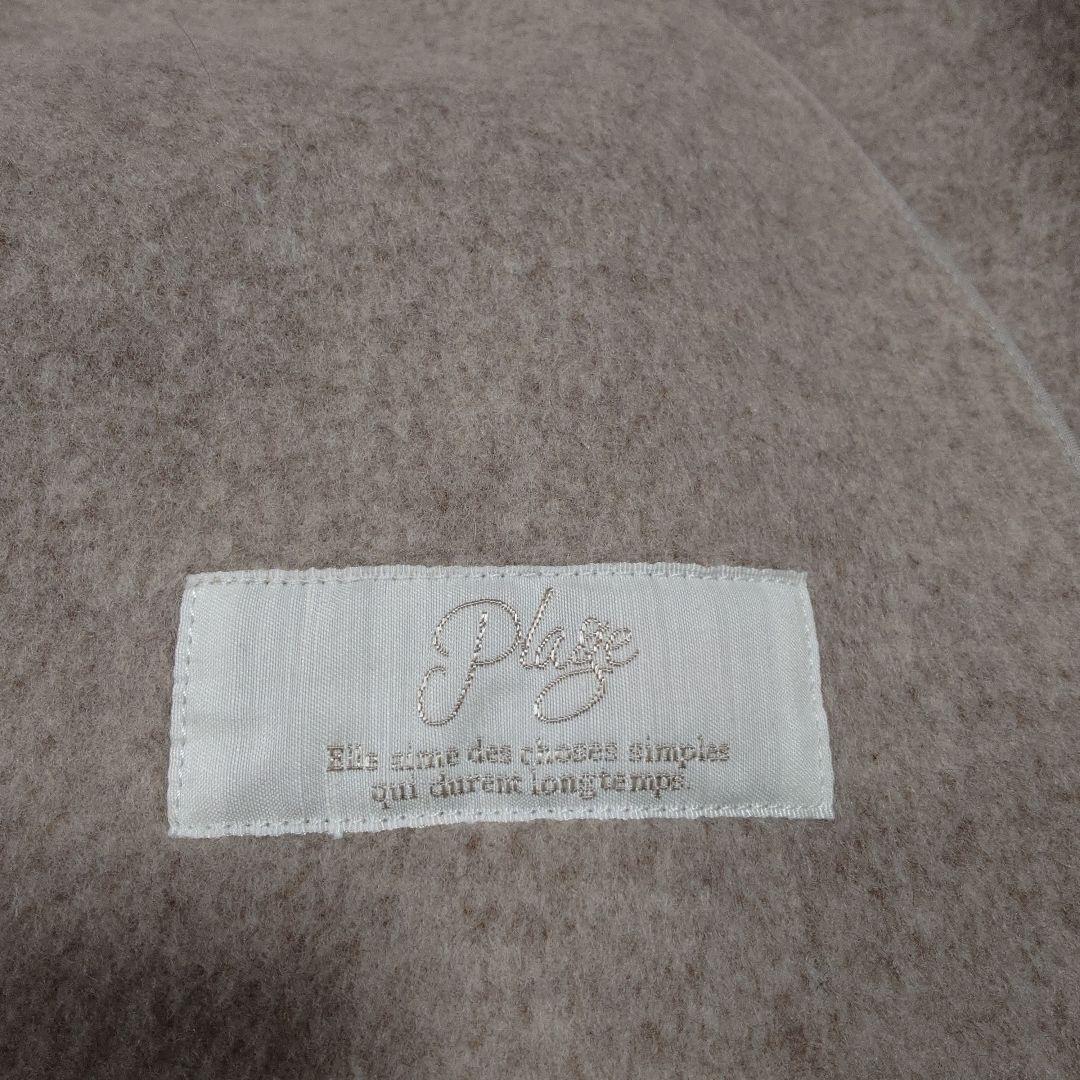 Plage
Elle aime des choses simples
qui durent longtemps.